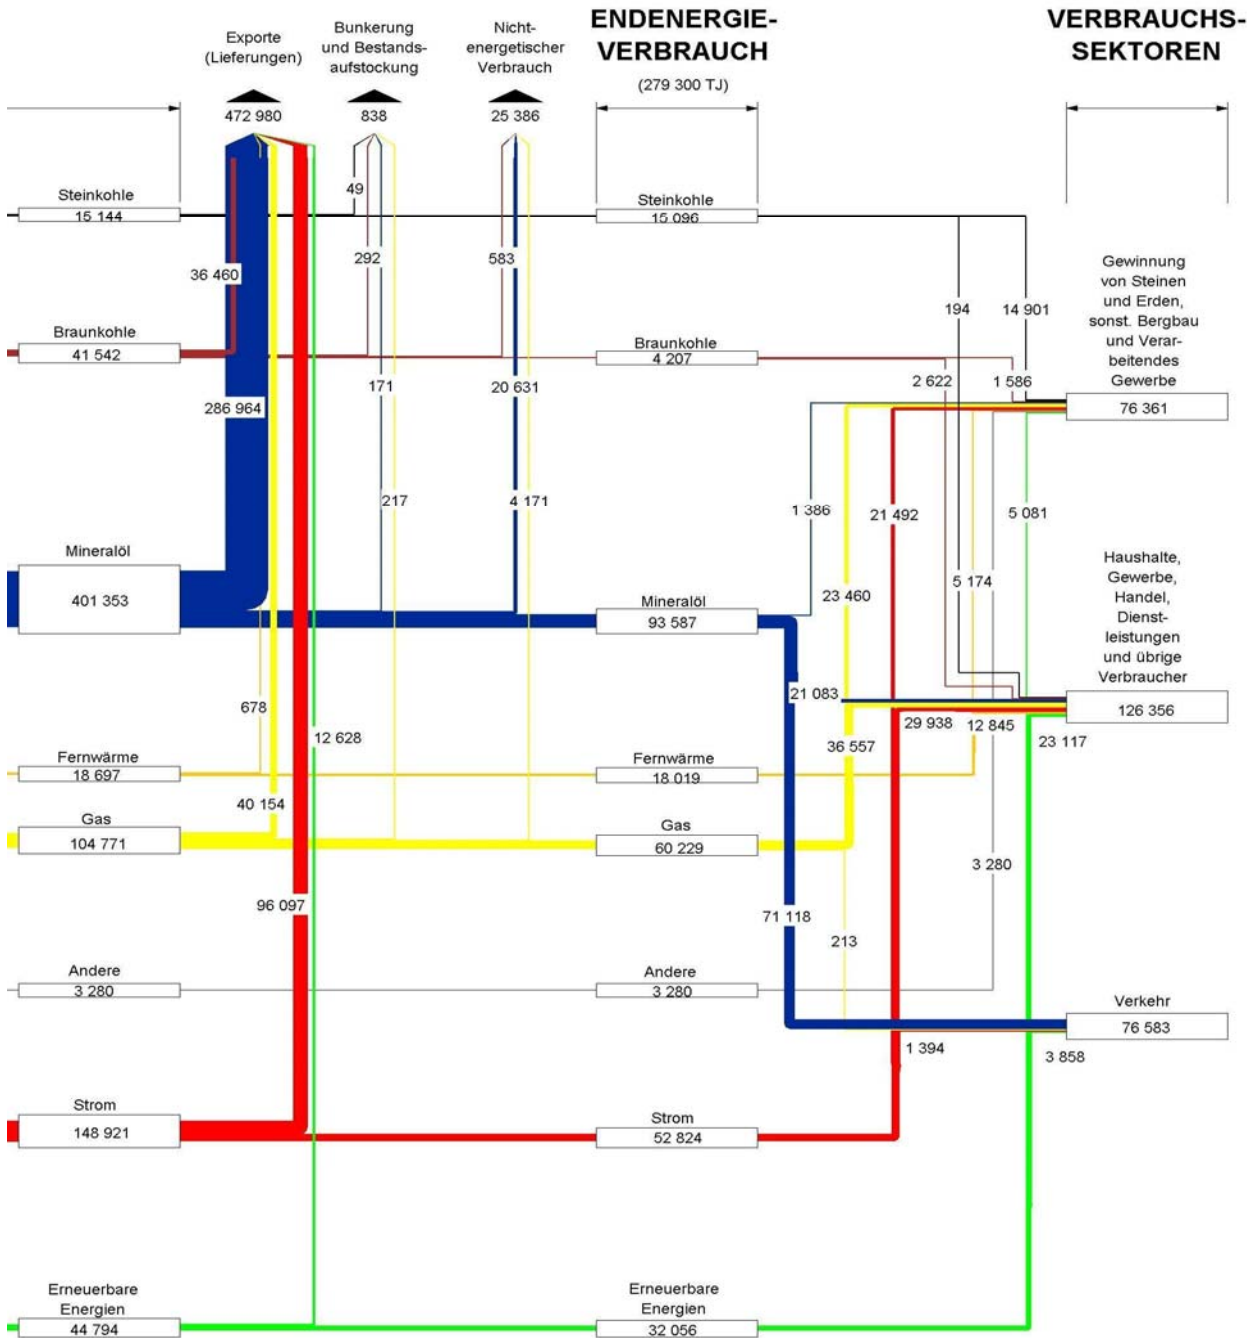 Exporte
(Lieferungen)
Bunkerung
und Bestands-
aufstockung
Nicht-
energetischer
Verbrauch
ENDENERGIE-
VERBRAUCH
(279 300 TJ)
VERBRAUCHS-
SEKTOREN
472 980
838
25 386
Steinkohle
15 144
49
Steinkohle
15 096
36 460
292
583
194
14 901
Gewinnung
von Steinen
und Erden,
sonst. Bergbau
und Verar-
beitendes
Gewerbe
76 361
Braunkohle
41 542
Braunkohle
4 207
286 964
171
20 631
2 622
1 586
217
4 171
1 386
21 492
5 081
Mineralöl
401 353
Mineralöl
93 587
23 460
5 174
Haushalte,
Gewerbe,
Handel,
Dienst-
leistungen
und übrige
Verbraucher
126 356
678
12 628
21 083
29 938
12 845
36 557
23 117
Fernwärme
18 697
Fernwärme
18 019
40 154
Gas
104 771
Gas
60 229
3 280
96 097
71 118
213
Andere
3 280
Andere
3 280
Verkehr
76 583
1 394
3 858
Strom
148 921
Strom
52 824
Erneuerbare
Energien
44 794
Erneuerbare
Energien
32 056